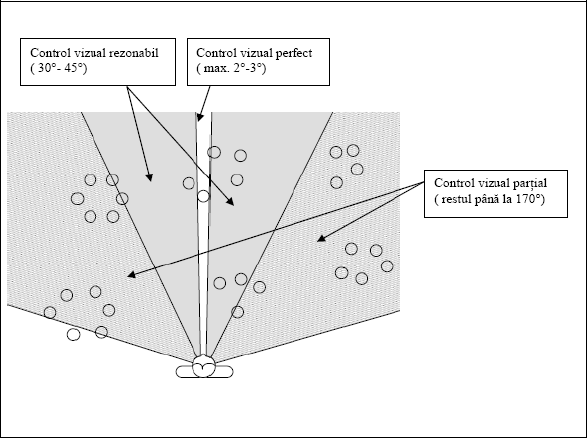 Control vizual rezonabil
( 30°- 45°)
Control vizual perfect
( max. 2°-3°)
Control vizual parțial
( restul până la 170°)